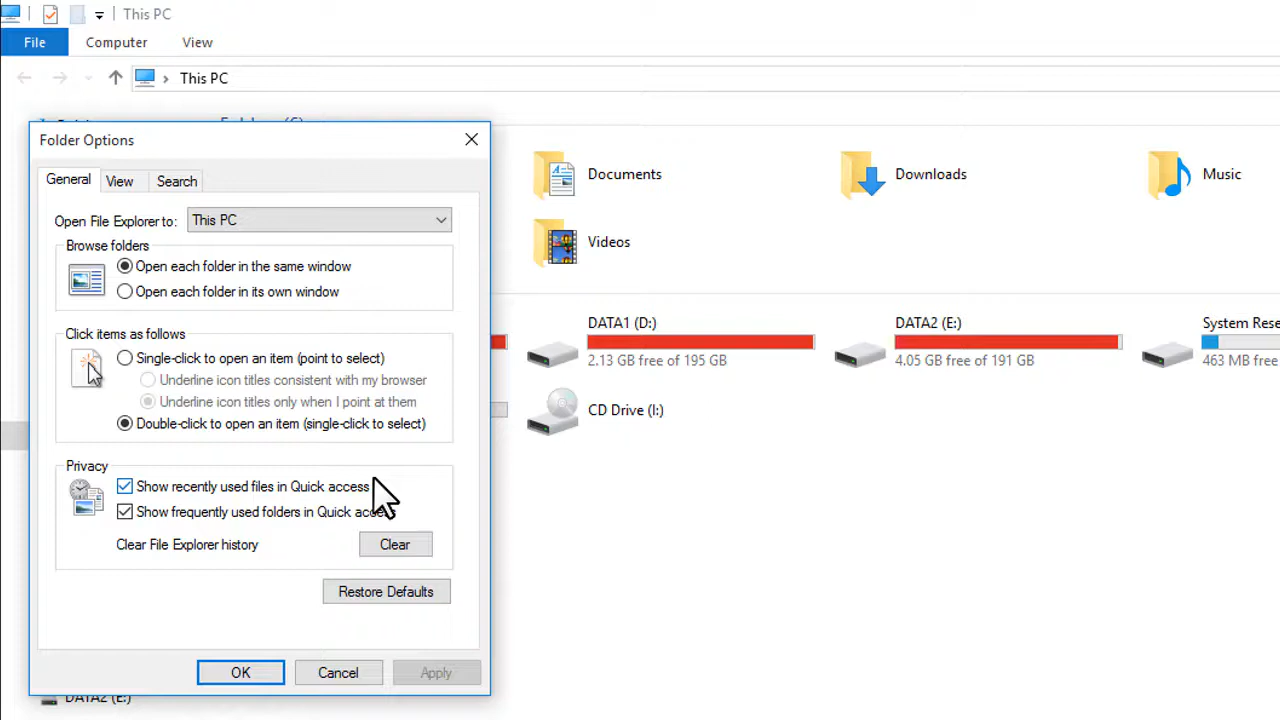 This PC
File Computer View
This PC
Folder Options
General View Search
Open File Explorer to: This PC
Browse folders
Open each folder in the same window
Open each folder in its own window
Click items as follows
Single-click to open an item (point to select)
Underline icon titles consistent with my browser
Underline icon titles only when I point at them
Double-click to open an item (single-click to select)
Privacy
Show recently used files in Quick access
Show frequently used folders in Quick access
Clear File Explorer history Clear
Restore Defaults
OK Cancel Apply
Documents Downloads Music
Videos
DATA1 (D:) DATA2 (E:) System Rese
2.13 GB free of 195 GB 4.05 GB free of 191 GB 463 MB free
CD Drive (I:)
DATA2 (E:)